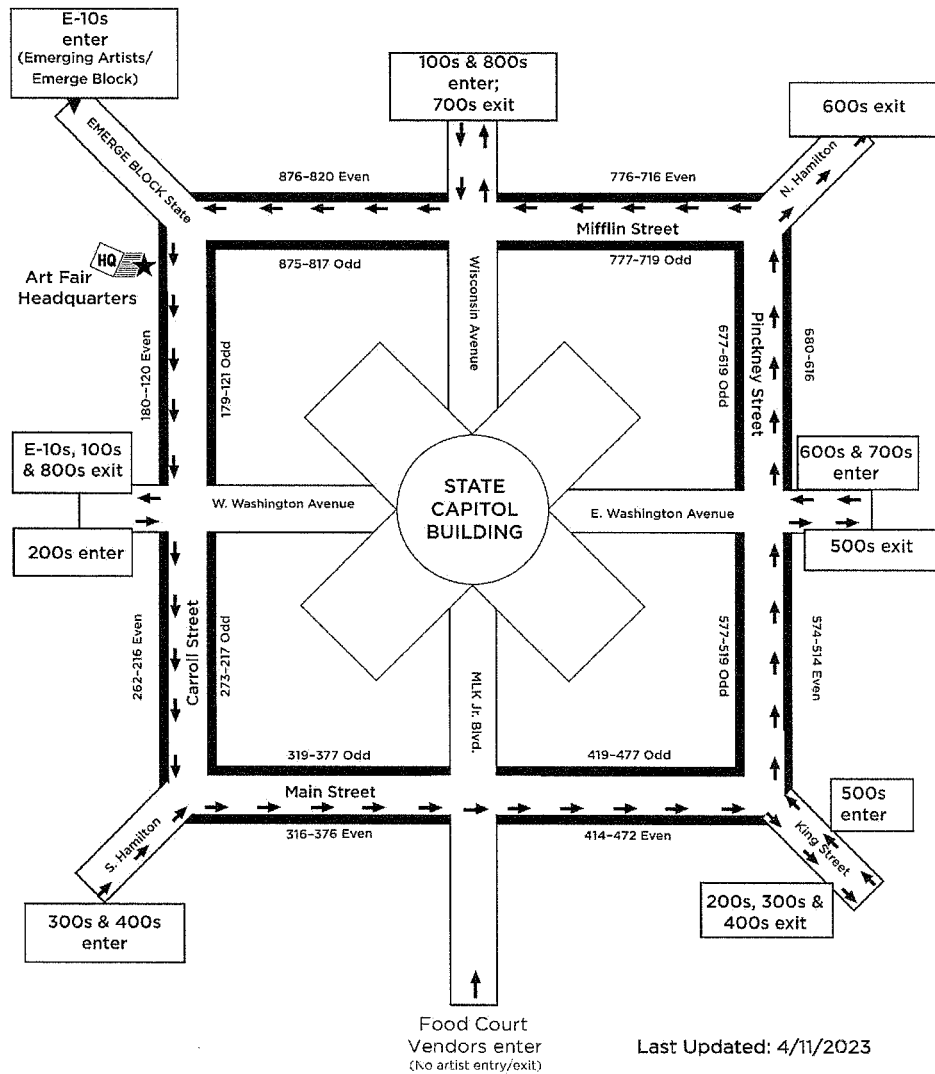 E-10s
enter
(Emerging Artists/
Emerge Block)
100s & 800s
enter;
700s exit
600s exit
EMERGE BLOCK State
N. Hamilton
876-820 Even
776-716 Even
Mifflin Street
875-817 Odd
777-719 Odd
HQ
Art Fair
Headquarters
Wisconsin Avenue
180--120 Even
179-121 Odd
677-619 Odd
Pinckney Street
680-616
E-10s, 100s
& 800s exit
600s & 700s
enter
W. Washington Avenue
STATE
CAPITOL
BUILDING
E. Washington Avenue
200s enter
500s exit
262-216 Even
Carroll Street
273-217 Odd
MLK Jr. Blvd.
577-519 Odd
574-514 Even
319-377 Odd
419-477 Odd
Main Street
316-376 Even
414-472 Even
500s
enter
S. Hamilton
King Street
300s & 400s
enter
200s, 300s &
400s exit
Food Court
Vendors enter
(No artist entry/exit)
Last Updated: 4/11/2023